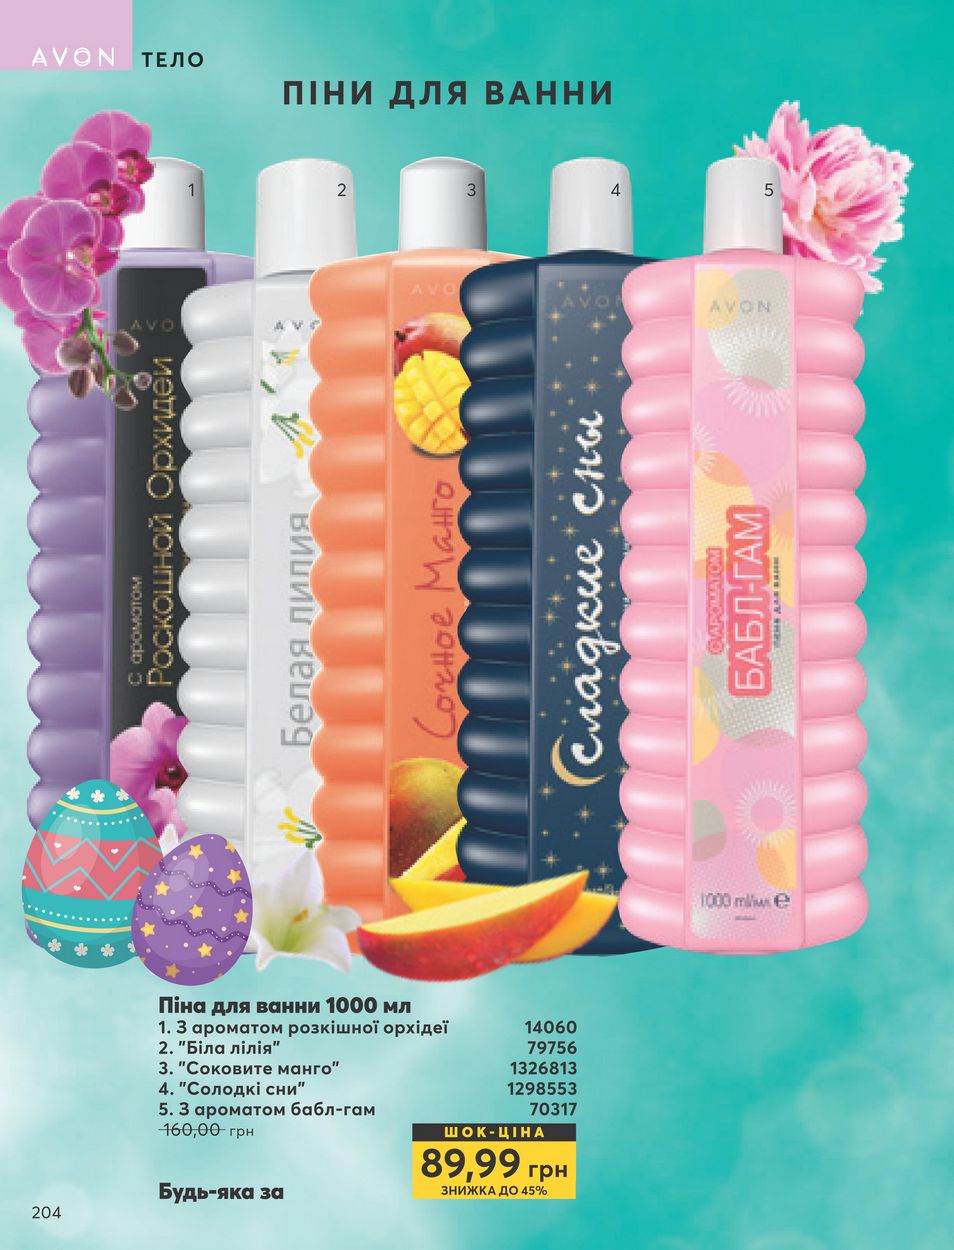 AVON ТЕЛО
ПІНИ ДЛЯ ВАННИ
1
2
3
4
5
AVO
с ароматом
Роскошной Орхидеи
AVO
Белая лилия
AVO
Сочное Манго
AVON
Сладкие сны
AVON
С АРОМАТОМ
БАБЛ-ГАМ
ПЕНА ДЛЯ ВАНН
1000 ml/мл e
Піна для ванни 1000 мл
1. З ароматом розкішної орхідеї 14060
2. "Біла лілія" 79756
3. "Соковите манго" 1326813
4. "Солодкі сни" 1298553
5. З ароматом бабл-гам 70317
160,00 грн
ШОК-ЦІНА
89,99 грн
ЗНИЖКА ДО 45%
Будь-яка за
204